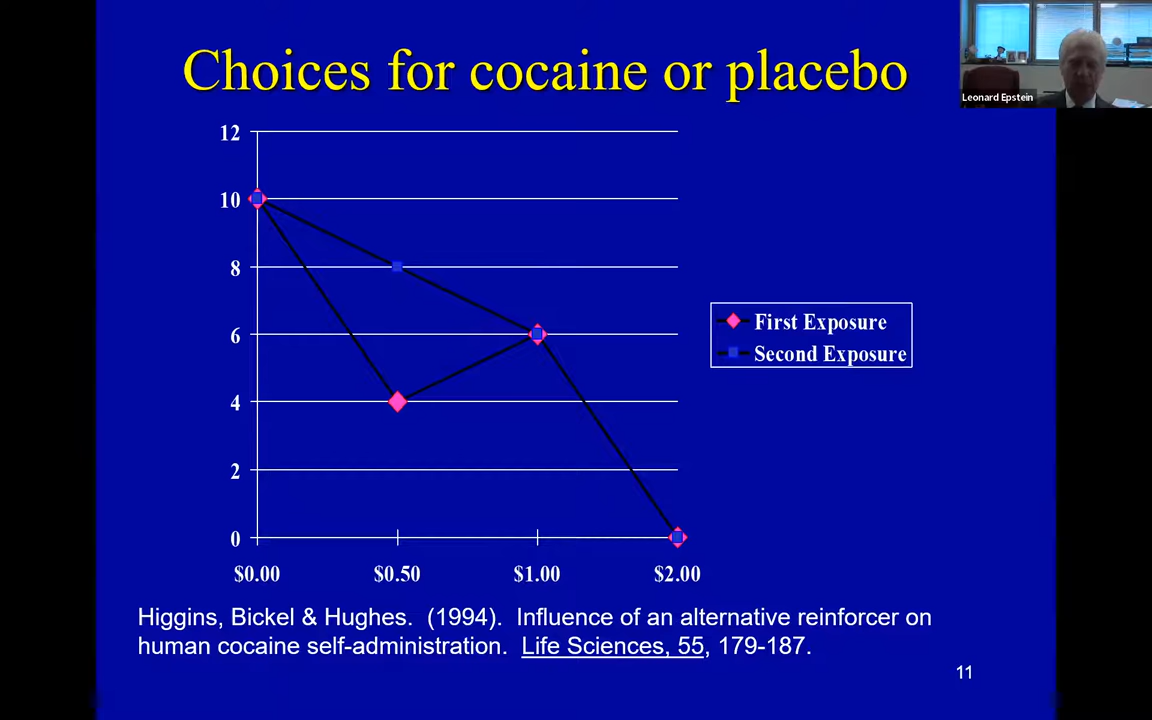 Choices for cocaine or placebo
Leonard Epstein
12
10
8
6
4
2
0
$0.00 $0.50 $1.00 $2.00
First Exposure
Second Exposure
Higgins, Bickel & Hughes. (1994). Influence of an alternative reinforcer on
human cocaine self-administration. Life Sciences, 55, 179-187.
11